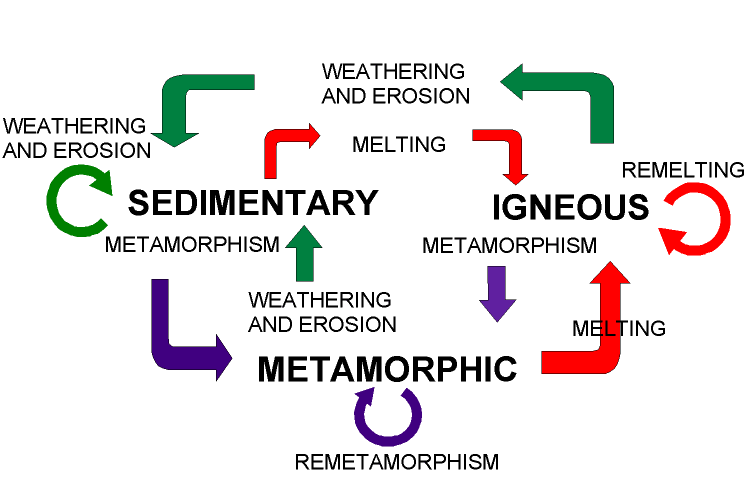 WEATHERING
AND EROSION
WEATHERING
AND EROSION
MELTING
REMELTING
SEDIMENTARY
IGNEOUS
METAMORPHISM
METAMORPHISM
WEATHERING
AND EROSION
MELTING
METAMORPHIC
REMETAMORPHISM